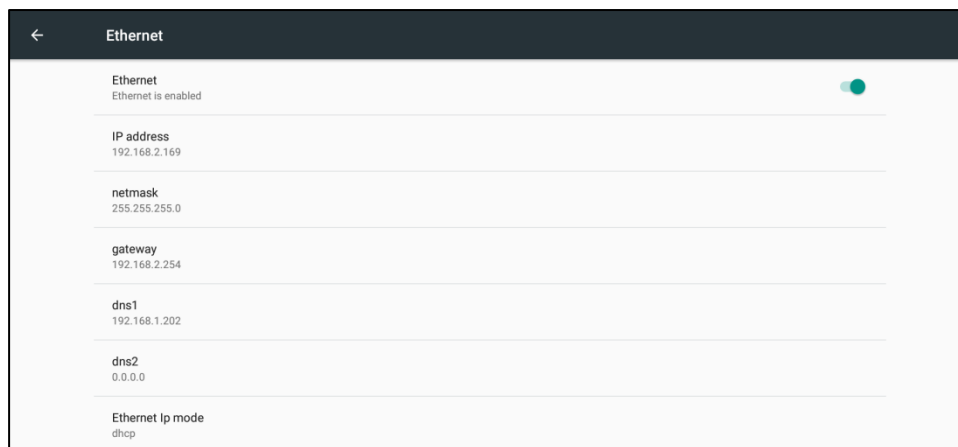 Ethernet
Ethernet
Ethernet is enabled
IP address
192.168.2.169
netmask
255.255.255.0
gateway
192.168.2.254
dns1
192.168.1.202
dns2
0.0.0.0
Ethernet Ip mode
dhcp